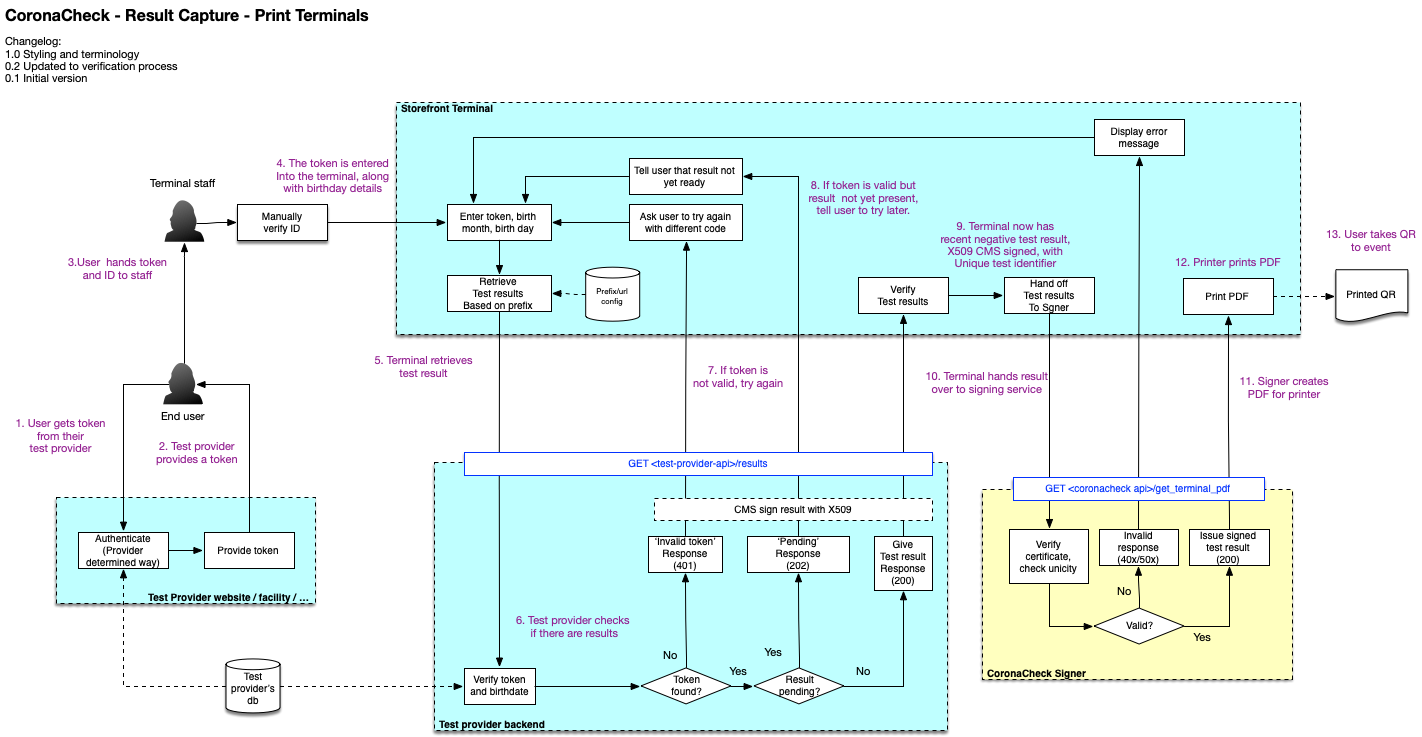 CoronaCheck - Result Capture - Print Terminals
Changelog:
1.0 Styling and terminology
0.2 Updated to verification process
0.1 Initial version
Storefront Terminal
Display error
message
4. The token is entered
Into the terminal, along
with birthday details
Tell user that result not
yet ready
Terminal staff
8. If token is valid but
result not yet present,
tell user to try later.
Manually
verify ID
Enter token, birth
month, birth day
Ask user to try again
with different code
9. Terminal now has
recent negative test result,
X509 CMS signed, with
Unique test identifier
13. User takes QR
to event
3.User hands token
and ID to staff
12. Printer prints PDF
Retrieve
Test results
Based on prefix
Prefix/url
config
Verify
Test results
Hand off
Test results
To Sgner
Print PDF
Printed QR
5. Terminal retrieves
test result
7. If token is
not valid, try again
10. Terminal hands result
over to signing service
11. Signer creates
PDF for printer
End user
1. User gets token
from their
test provider
2. Test provider
provides a token
GET <test-provider-api>/results
GET <coronacheck api>/get_terminal_pdf
CMS sign result with X509
Authenticate
(Provider
determined way)
Provide token
'Invalid token'
Response
(401)
'Pending'
Response
(202)
Give
Test result
Response
(200)
Verify
certificate,
check unicity
Invalid
response
(40x/50x)
Issue signed
test result
(200)
Test Provider website / facility / ...
No
6. Test provider checks
if there are results
Valid?
Yes
No
Yes
Yes
No
CoronaCheck Signer
Test
provider's
db
Verify token
and birthdate
Token
found?
Result
pending?
Test provider backend